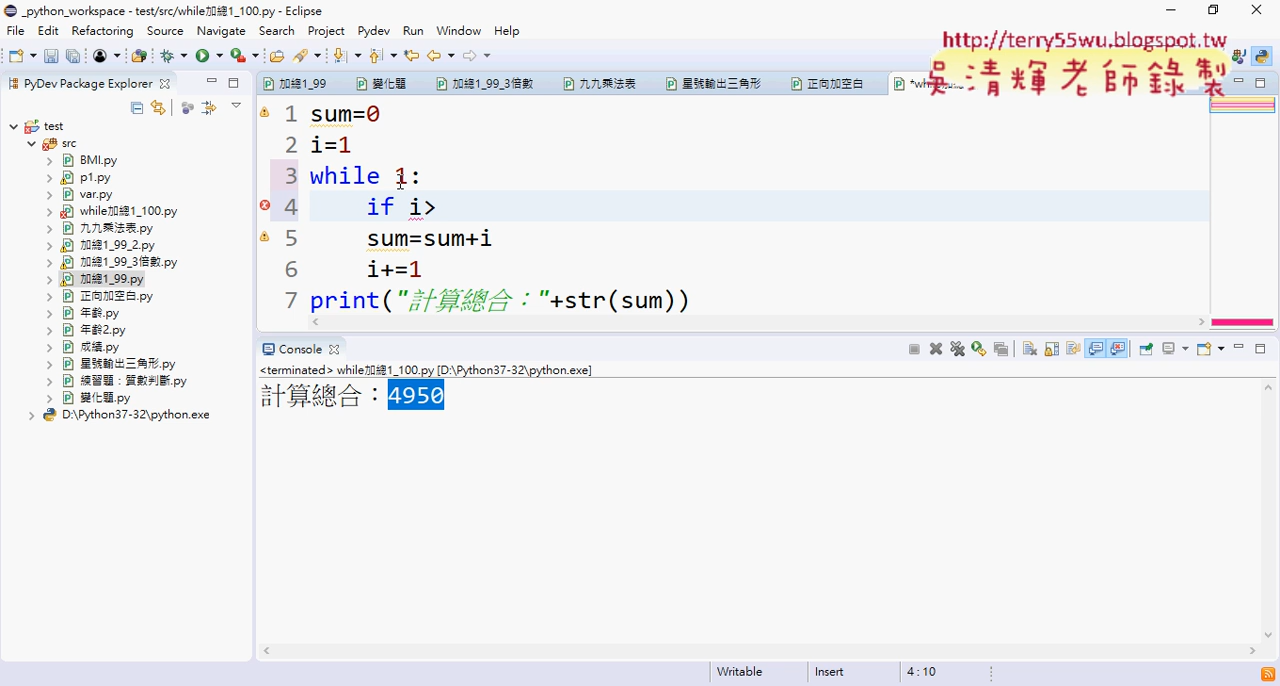 _python_workspace - test/src/while加總1_100.py - Eclipse
File Edit Refactoring Source Navigate Search Project Pydev Run Window Help
http://terry55wu.blogspot.tw
吳清輝老師錄製
PyDev Package Explorer
加總1_99 變化題 加總1_99_3倍數 九九乘法表 星號輸出三角形 正向加空白
test
src
BMI.py
p1.py
var.py
while加總1_100.py
九九乘法表.py
加總1_99_2.py
加總1_99_3倍數.py
加總1_99.py
正向加空白.py
年齡.py
年齡2.py
成績.py
星號輸出三角形.py
練習題：質數判斷.py
變化題.py
D:\Python37-32\python.exe
1 sum=0
2 i=1
3 while 1:
4 if i>
5 sum=sum+i
6 i+=1
7 print("計算總合："+str(sum))
Console
<terminated> while加總1_100.py [D:\Python37-32\python.exe]
計算總合：4950
Writable Insert 4 : 10